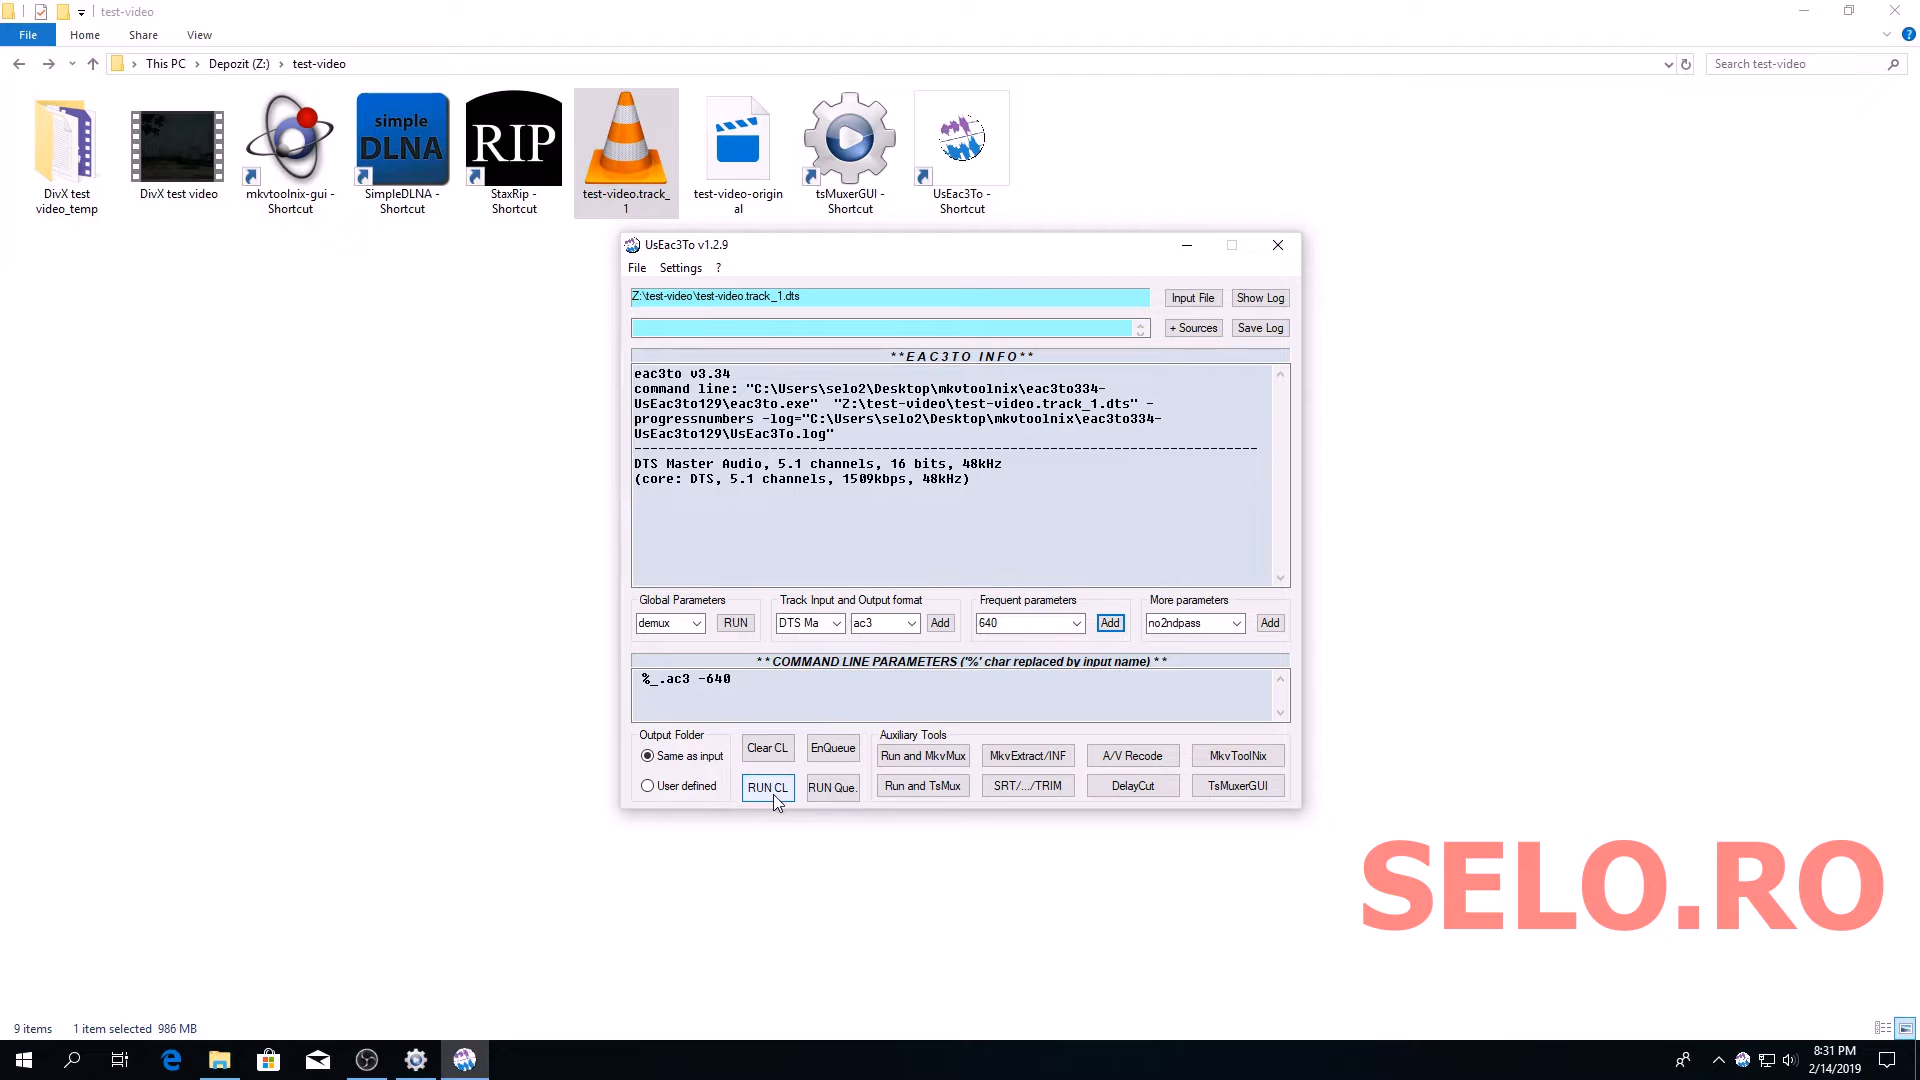 test-video
File
Home
Share
View
This PC
Depozit (Z:)
test-video
Search test-video
DivX test
video_temp
DivX test video
mkvtoolnix-gui -
Shortcut
simple
DLNA
SimpleDLNA -
Shortcut
RIP
StaxRip -
Shortcut
test-video.track_
1
test-video-origin
al
tsMuxerGUI -
Shortcut
UsEac3To -
Shortcut
UsEac3To v1.2.9
File
Settings
?
Z:\test-video\test-video.track_1.dts
Input File
Show Log
+ Sources
Save Log
**EAC3TO INFO**
eac3to v3.34
command line: "C:\Users\selo2\Desktop\mkvtoolnix\eac3to334-
UsEac3to129\eac3to.exe"  "Z:\test-video\test-video.track_1.dts" -
progressnumbers -log="C:\Users\selo2\Desktop\mkvtoolnix\eac3to334-
UsEac3to129\UsEac3To.log"
------------------------------------------------------------------------------
DTS Master Audio, 5.1 channels, 16 bits, 48kHz
(core: DTS, 5.1 channels, 1509kbps, 48kHz)
Global Parameters
demux
RUN
Track Input and Output format
DTS Ma
ac3
Add
Frequent parameters
640
Add
More parameters
no2ndpass
Add
** COMMAND LINE PARAMETERS ('%' char replaced by input name) **
%_.ac3 -640
Output Folder
Same as input
User defined
Clear CL
EnQueue
RUN CL
RUN Que.
Auxiliary Tools
Run and MkvMux
MkvExtract/INF
A/V Recode
MkvToolNix
Run and TsMux
SRT/.../TRIM
DelayCut
TsMuxerGUI
SELO.RO
9 items
1 item selected  986 MB
8:31 PM
2/14/2019